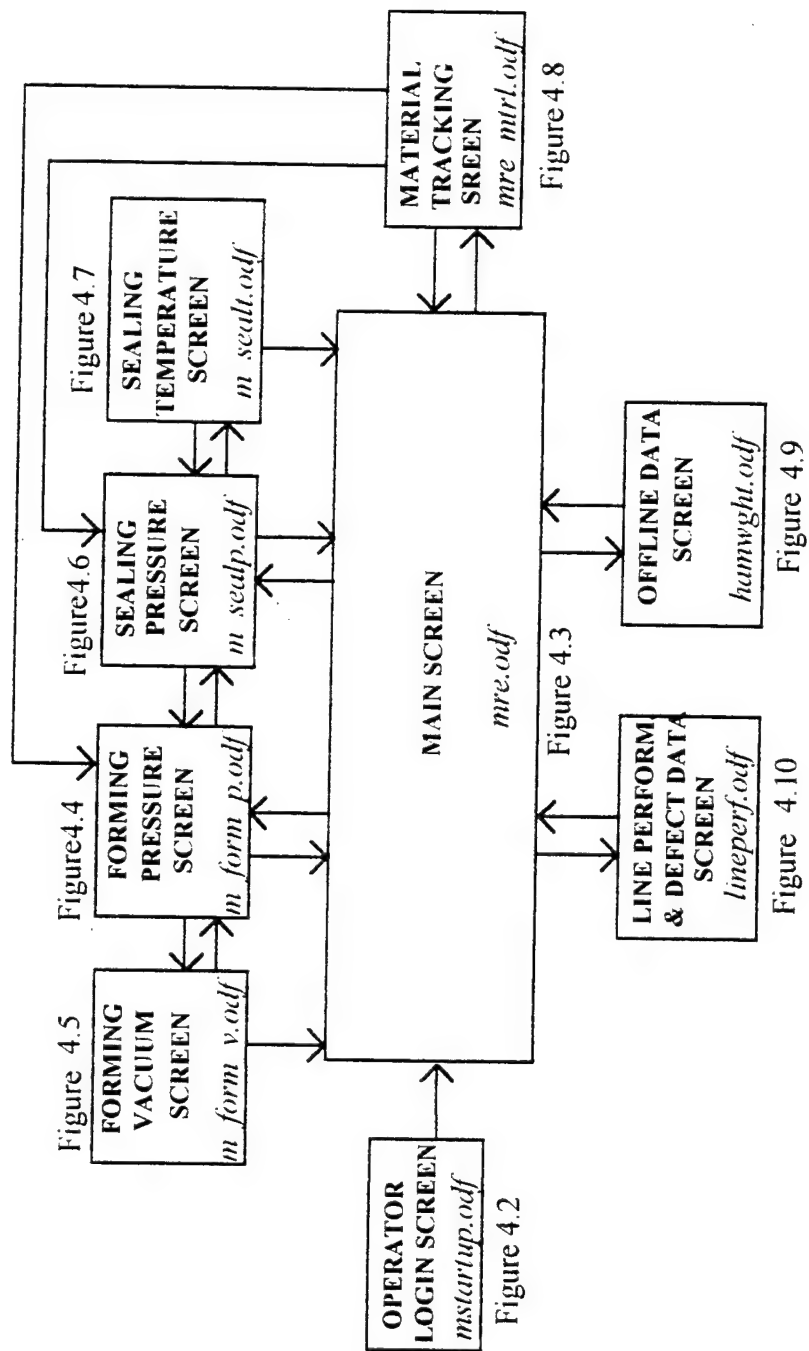 Figure 4.5
FORMING
VACUUM
SCREEN
m form v.odf
Figure4.4
FORMING
PRESSURE
SCREEN
m form p.odf
Figure4.6
SEALING
PRESSURE
SCREEN
m sealp.odf
Figure4.7
SEALING
TEMPERATURE
SCREEN
m sealt.odf
OPERATOR
LOGIN SCREEN
mstartup.odf
Figure 4.2
MAIN SCREEN
mre.odf
Figure 4.3
MATERIAL
TRACKING
SREEN
mre mtrl.odf
Figure 4.8
LINE PERFORM.
& DEFECT DATA
SCREEN
lineperf.odf
Figure 4.10
OFFLINE DATA
SCREEN
hamwght.odf
Figure 4.9